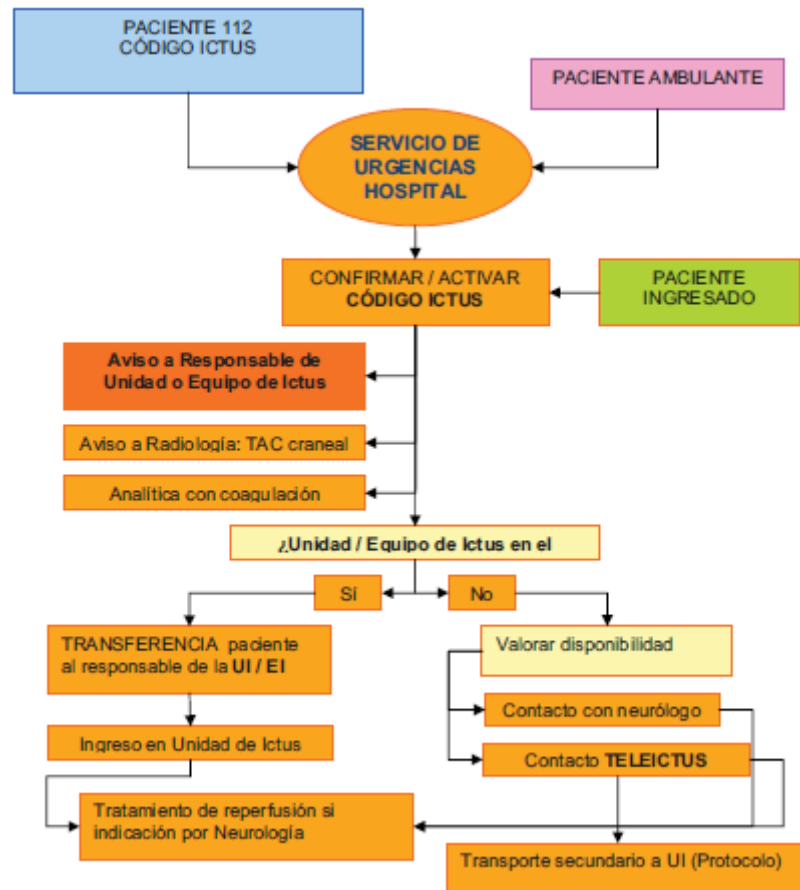 PACIENTE 112
CÓDIGO ICTUS
PACIENTE AMBULANTE
SERVICIO DE
URGENCIAS
HOSPITAL
CONFIRMAR / ACTIVAR
CÓDIGO ICTUS
PACIENTE
INGRESADO
Aviso a Responsable de
Unidad o Equipo de Ictus
Aviso a Radiología: TAC craneal
Analítica con coagulación
¿Unidad / Equipo de Ictus en el
Sí
No
TRANSFERENCIA paciente
al responsable de la UI / EI
Valorar disponibilidad
Ingreso en Unidad de Ictus
Contacto con neurólogo
Contacto TELEICTUS
Tratamiento de reperfusión si
indicación por Neurología
Transporte secundario a UI (Protocolo)